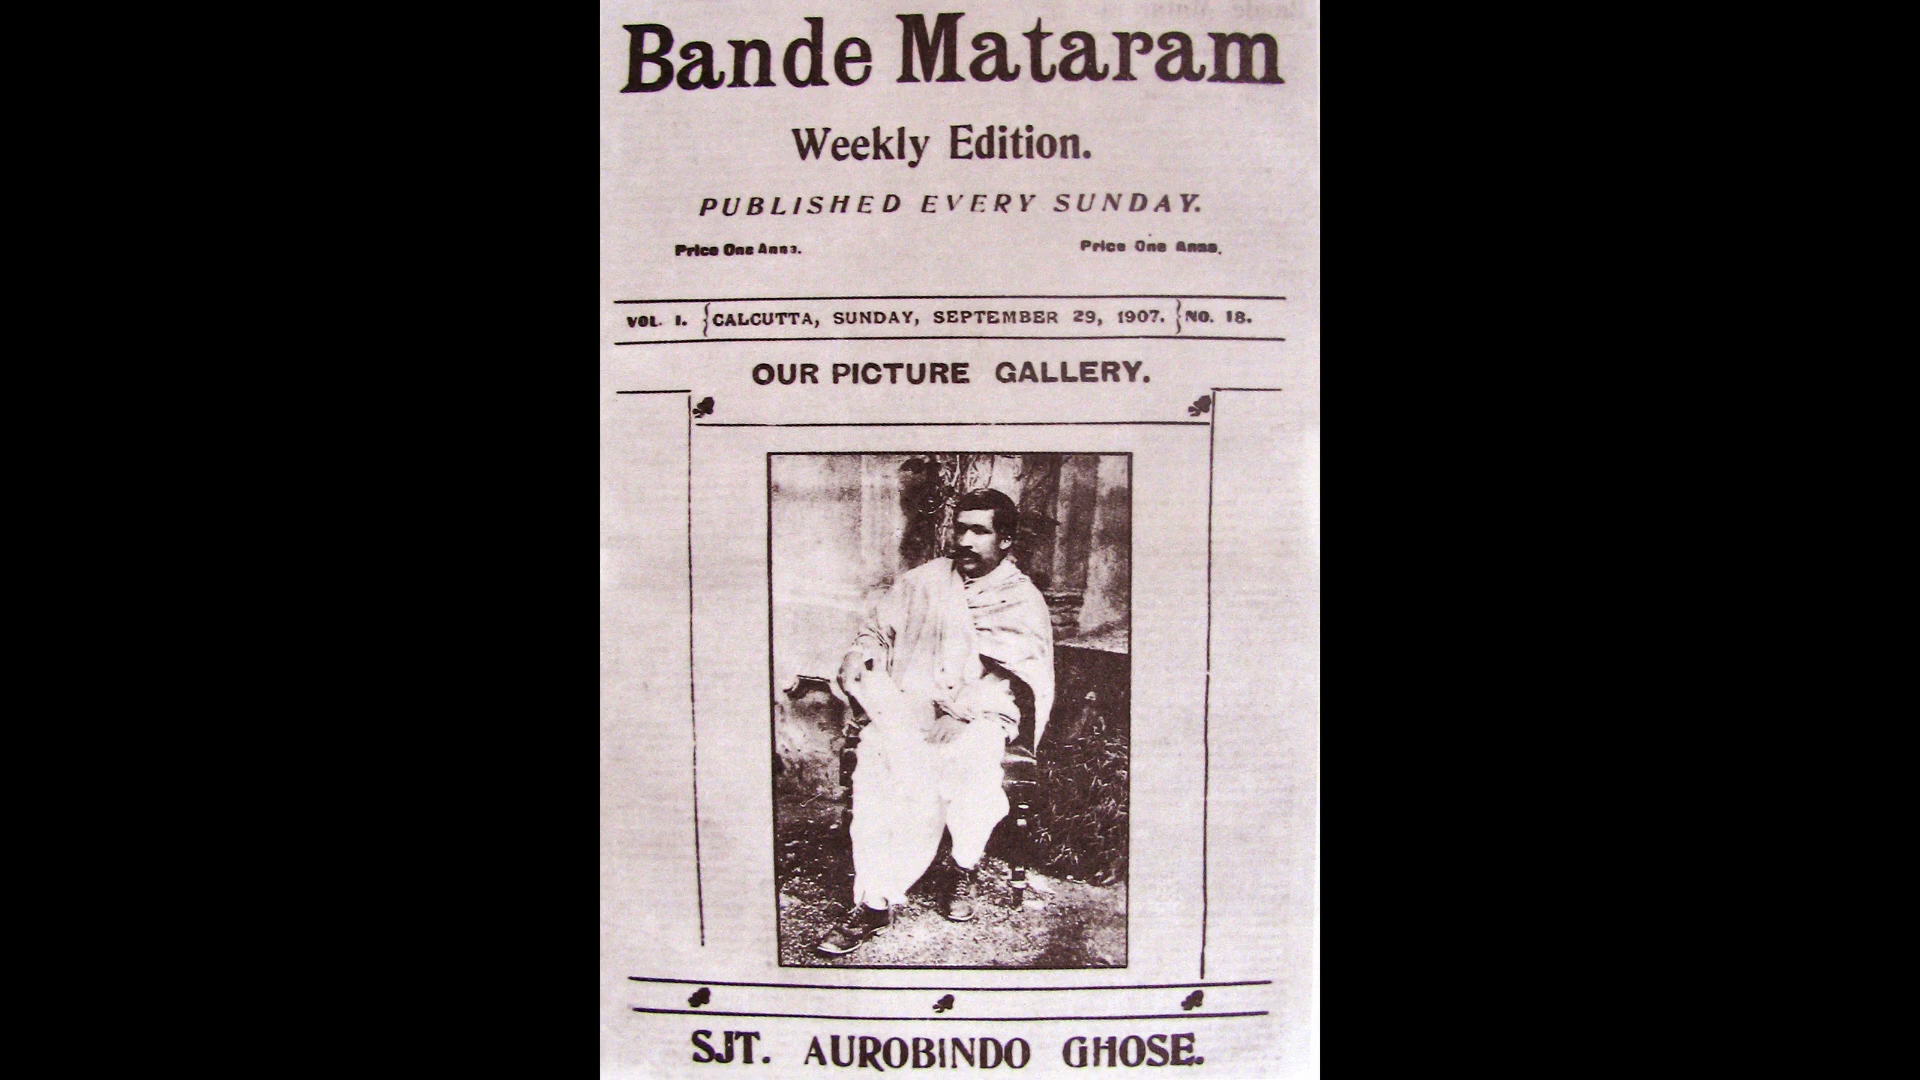 Bande Mataram
Weekly Edition.
PUBLISHED EVERY SUNDAY.
Price One Anna. Price One Anna.
VOL. I. {CALCUTTA, SUNDAY, SEPTEMBER 29, 1907.} NO. 18.
OUR PICTURE GALLERY.
SJT. AUROBINDO GHOSE.